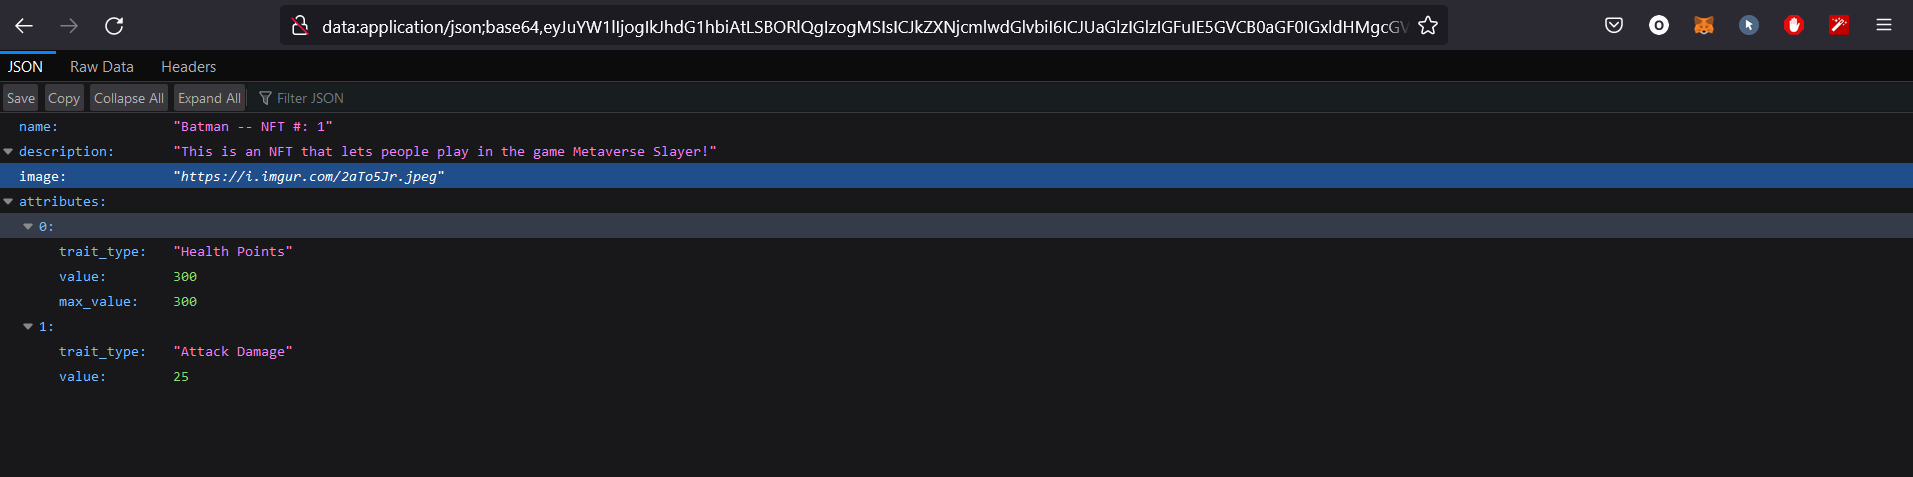 data:application/json;base64,eyJuYW1lIjogIkJhdG1hbiAtLSBORlQgIzogMSIsICJkZXNjcmlwdGlvbiI6ICJUaGlzIGlzIGFuIE5GVCB0aGF0IGxldHMgcGV
JSON Raw Data Headers
Save Copy Collapse All Expand All Filter JSON
name: "Batman -- NFT #: 1"
description: "This is an NFT that lets people play in the game Metaverse Slayer!"
image: "https://i.imgur.com/2aTo5Jr.jpeg"
attributes:
0:
trait_type: "Health Points"
value: 300
max_value: 300
1:
trait_type: "Attack Damage"
value: 25